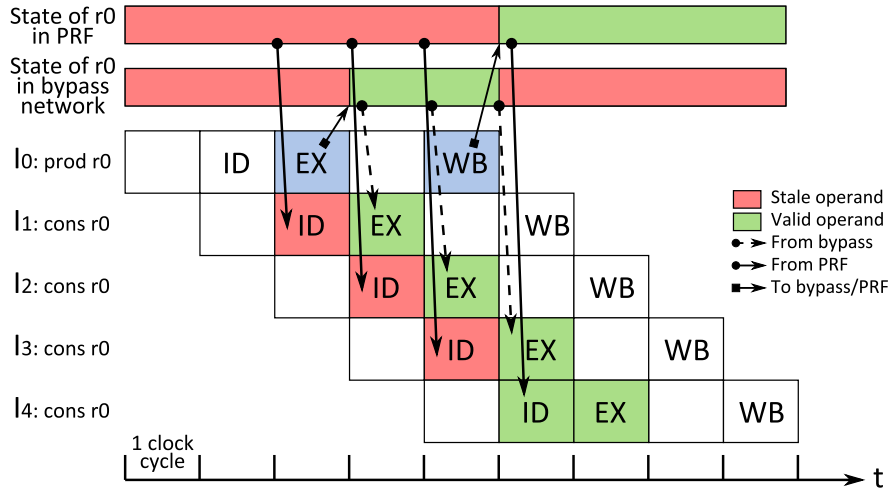 State of r0
in PRF
State of r0
in bypass
network
I0: prod r0
ID
EX
WB
I1: cons r0
ID
EX
WB
I2: cons r0
ID
EX
WB
I3: cons r0
ID
EX
WB
I4: cons r0
ID
EX
WB
Stale operand
Valid operand
From bypass
From PRF
To bypass/PRF
1 clock
cycle
t